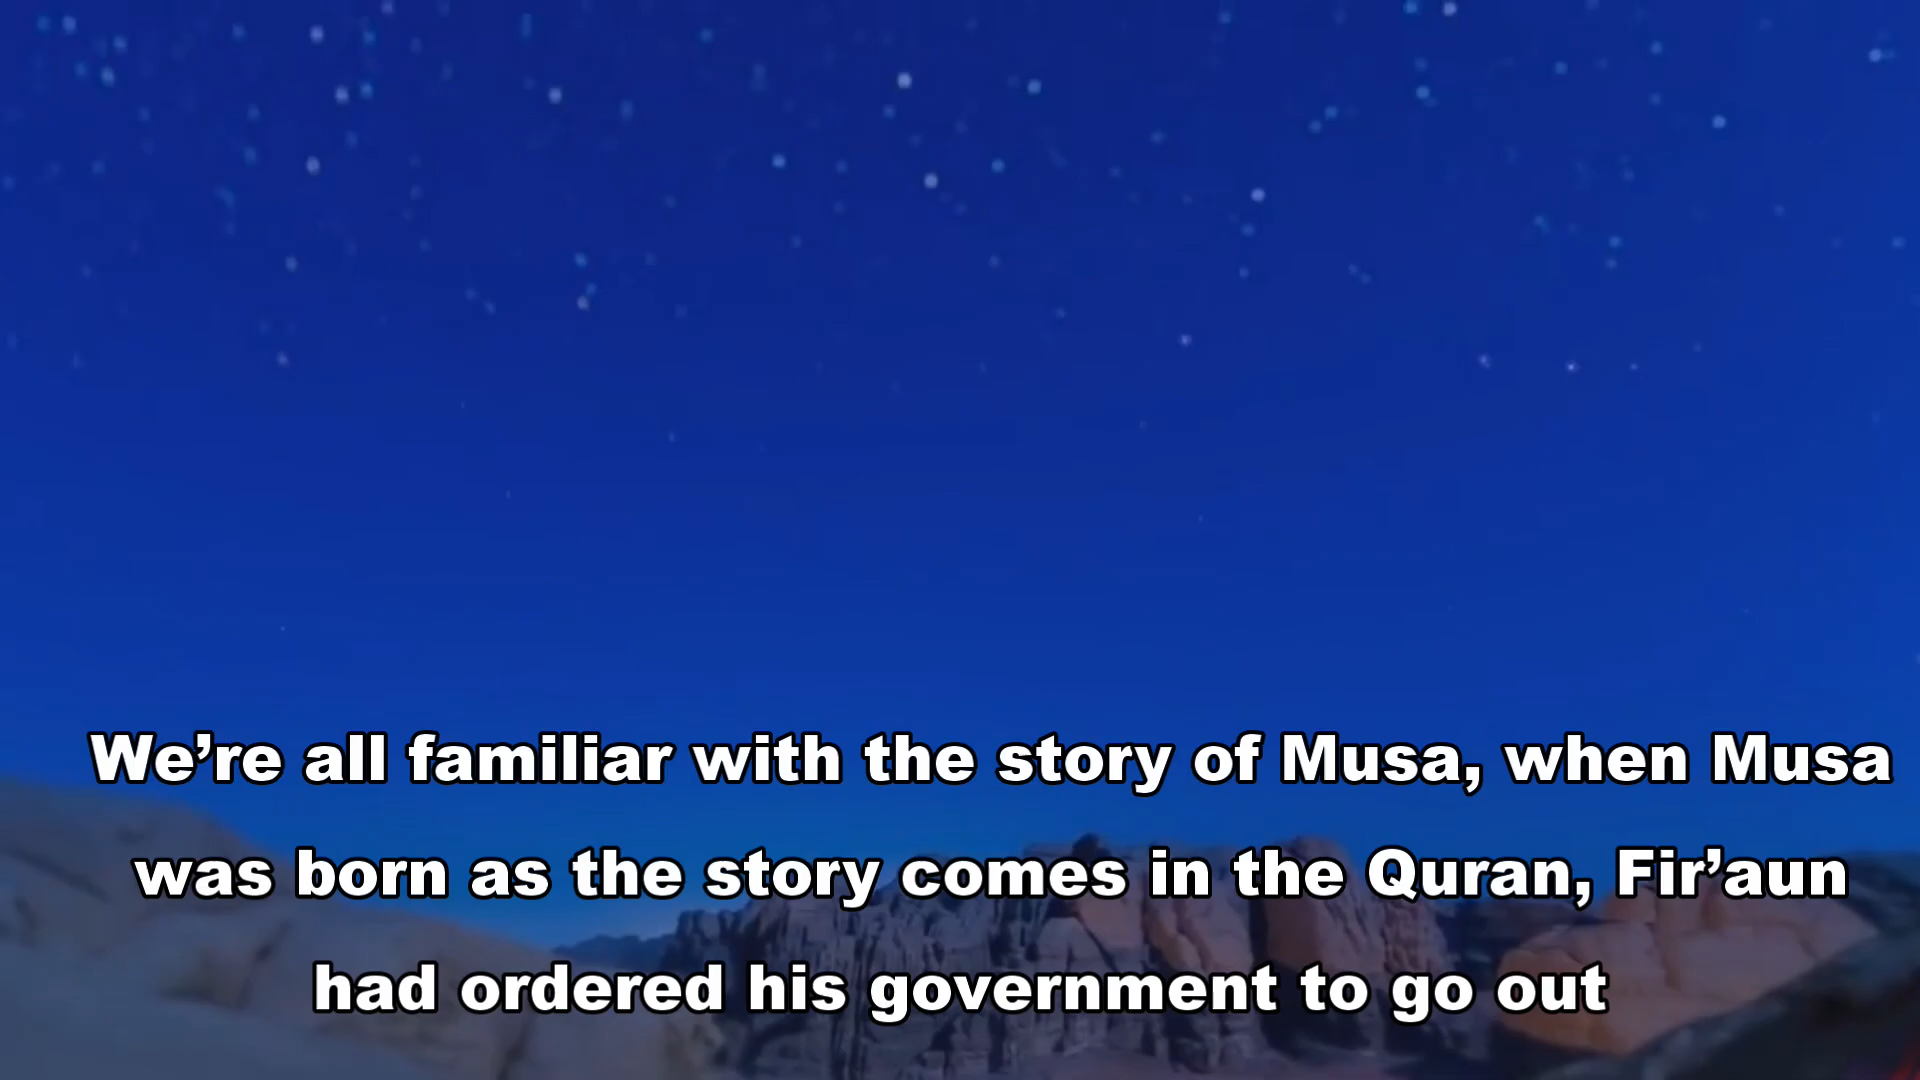 We’re all familiar with the story of Musa, when Musa
was born as the story comes in the Quran, Fir’aun
had ordered his government to go out